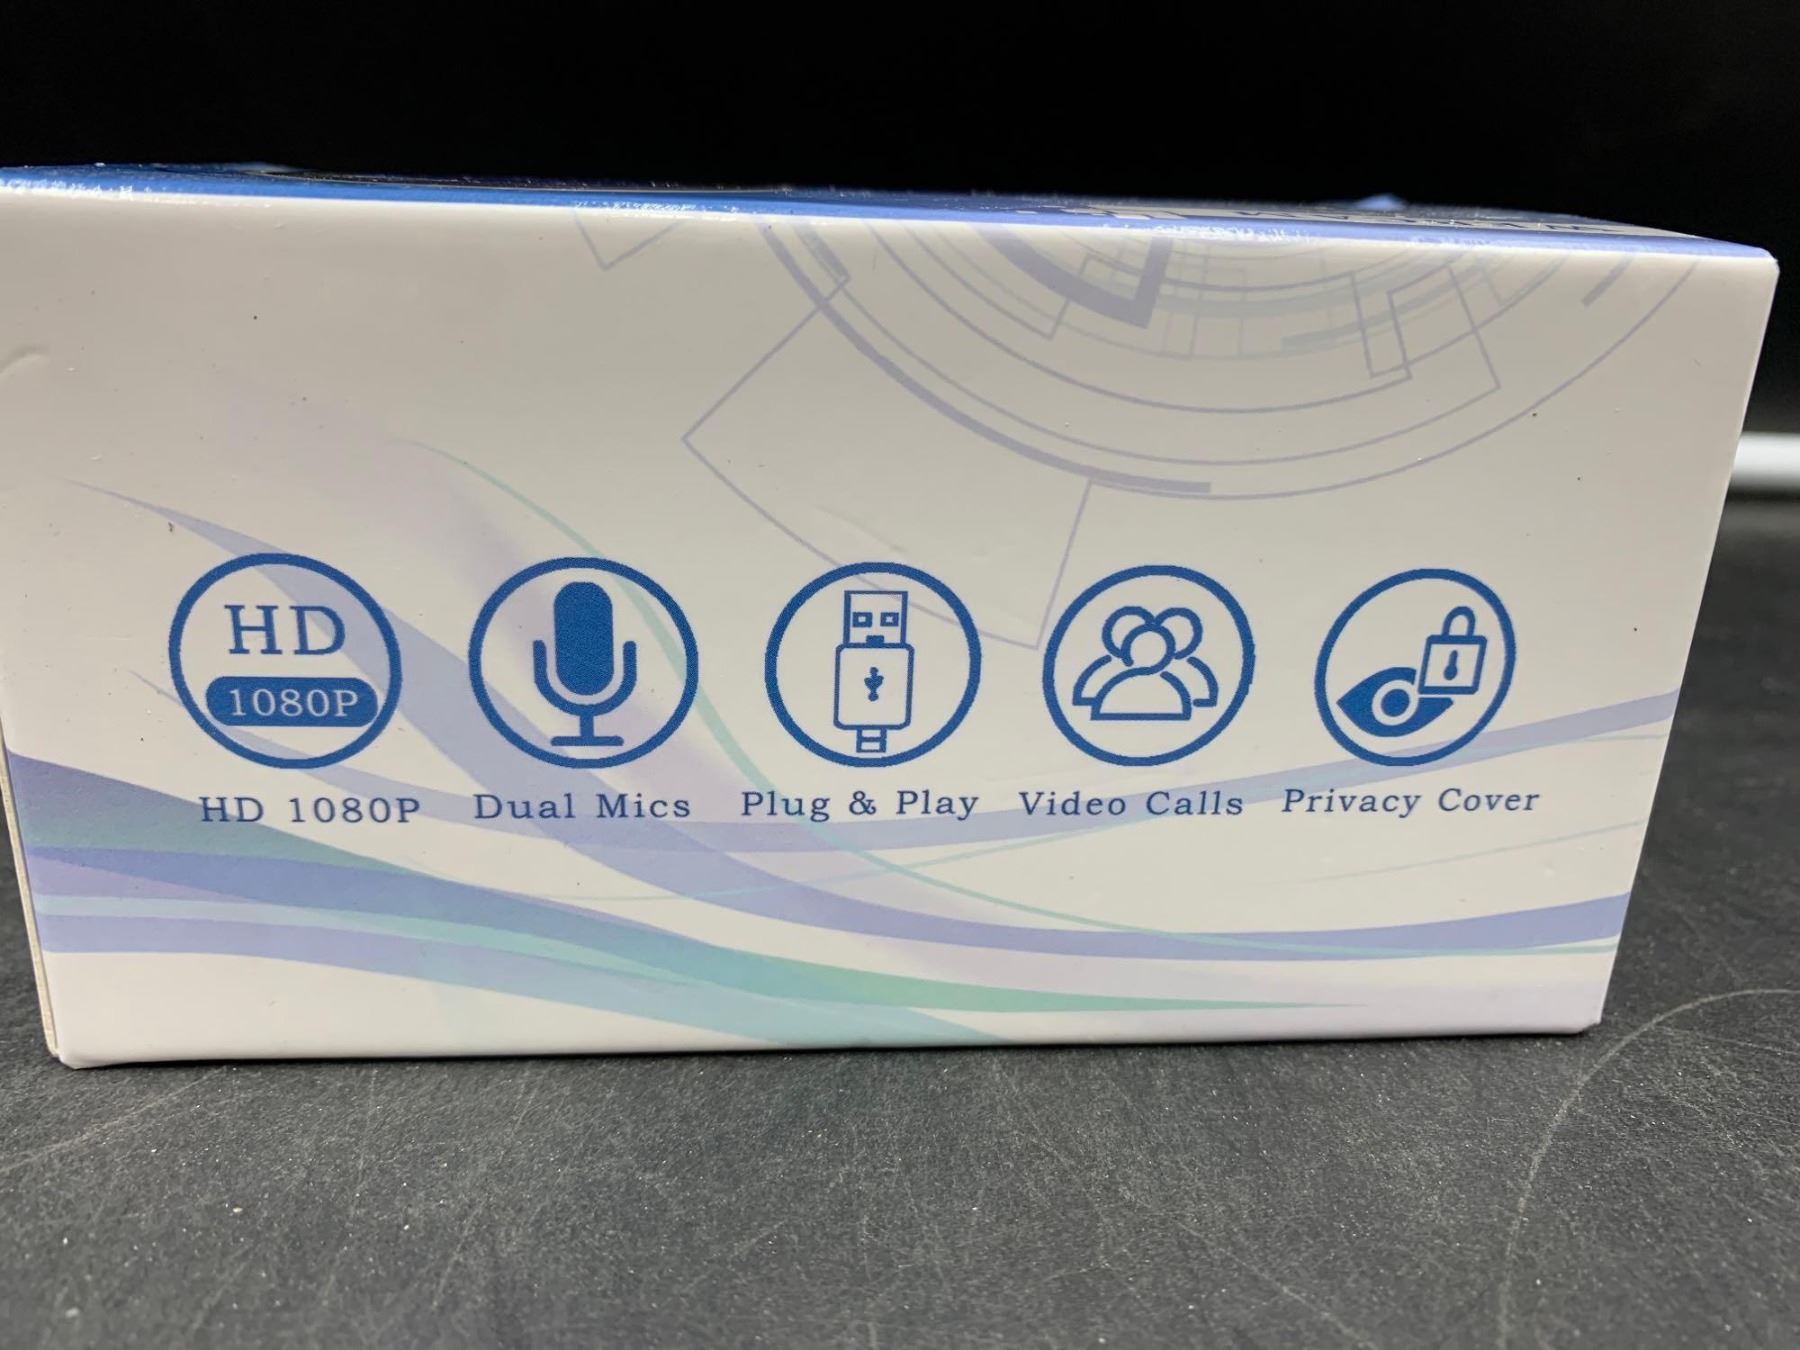 HD
1080P
HD 1080P Dual Mics Plug & Play Video Calls Privacy Cover